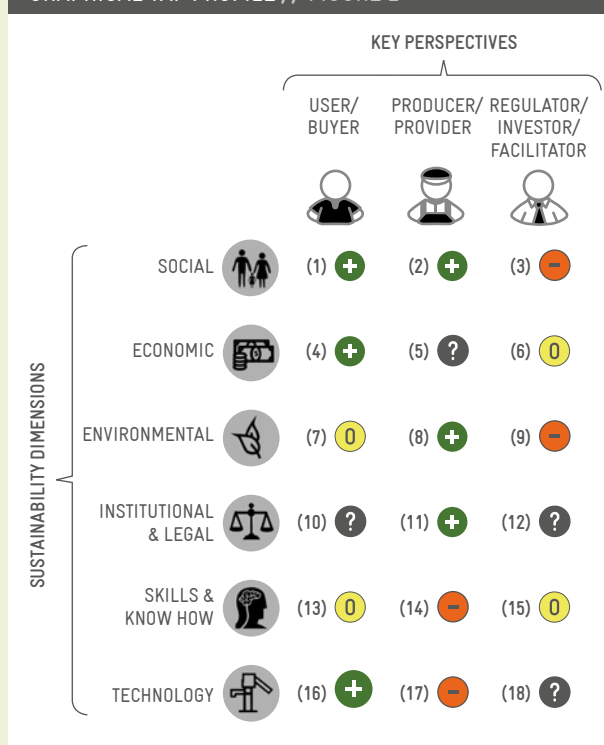 KEY PERSPECTIVES
USER/
BUYER
PRODUCER/
PROVIDER
REGULATOR/
INVESTOR/
FACILITATOR
SUSTAINABILITY DIMENSIONS
SOCIAL (1) + (2) + (3) -
ECONOMIC (4) + (5) ? (6) 0
ENVIRONMENTAL (7) 0 (8) + (9) -
INSTITUTIONAL
& LEGAL (10) ? (11) + (12) ?
SKILLS &
KNOW HOW (13) 0 (14) - (15) 0
TECHNOLOGY (16) + (17) - (18) ?